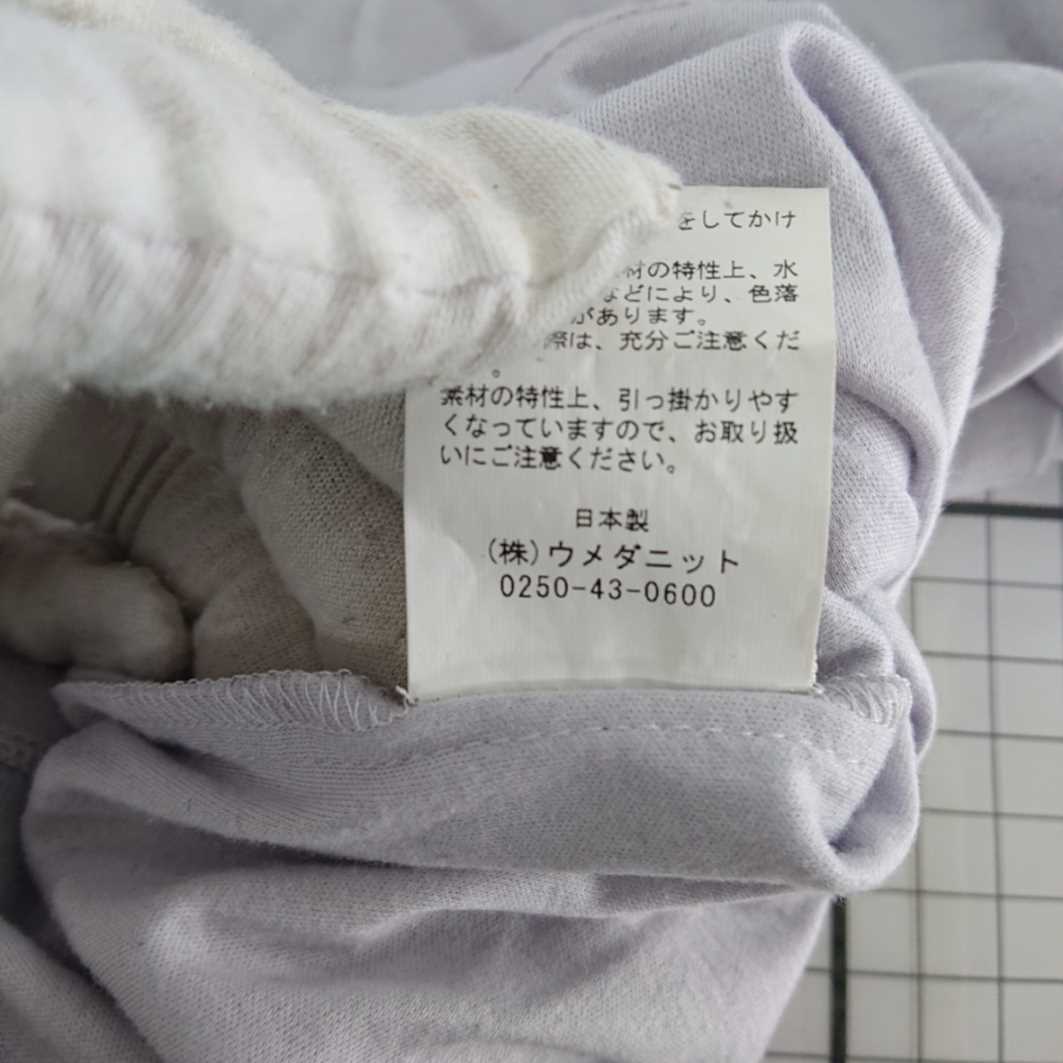 をしてかけ
材の特性上、水
などにより、色落
があります。
際は、充分ご注意くだ
。
素材の特性上、引っ掛かりやす
くなっていますので、お取り扱
いにご注意ください。
日本製
(株)ウメダニット
0250-43-0600